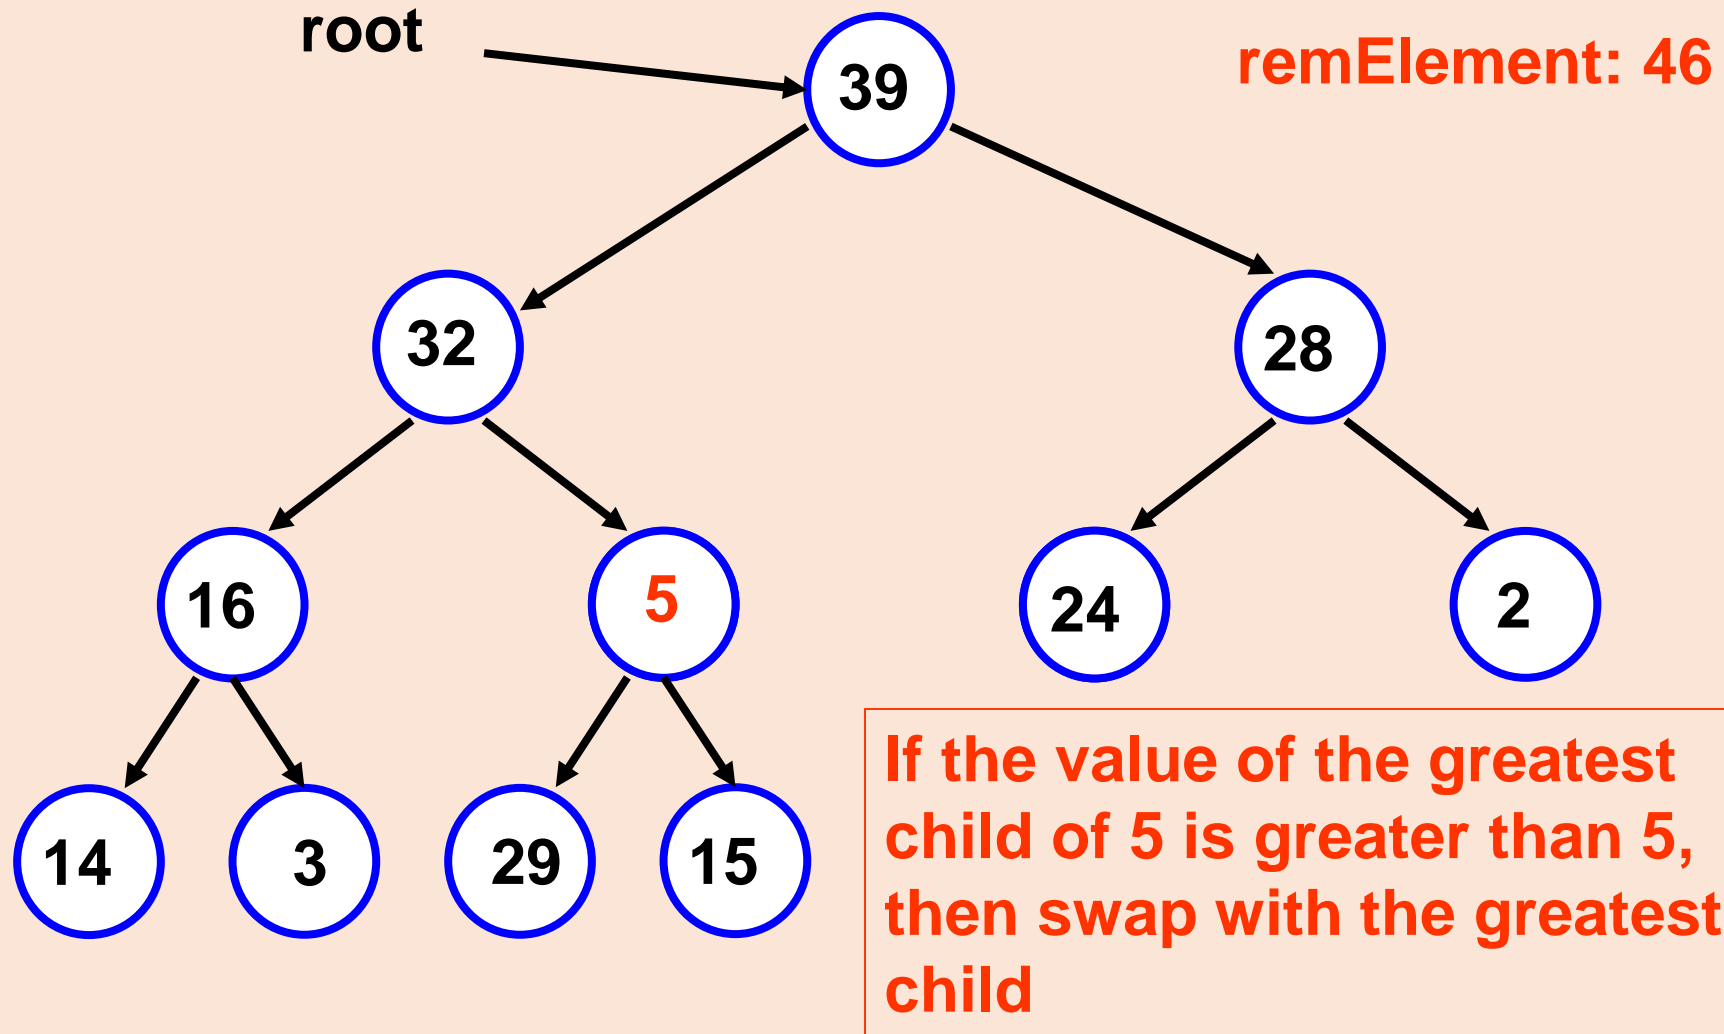 root
remElement: 46
39
32
28
16
5
24
2
14
3
29
15
If the value of the greatest
child of 5 is greater than 5,
then swap with the greatest
child